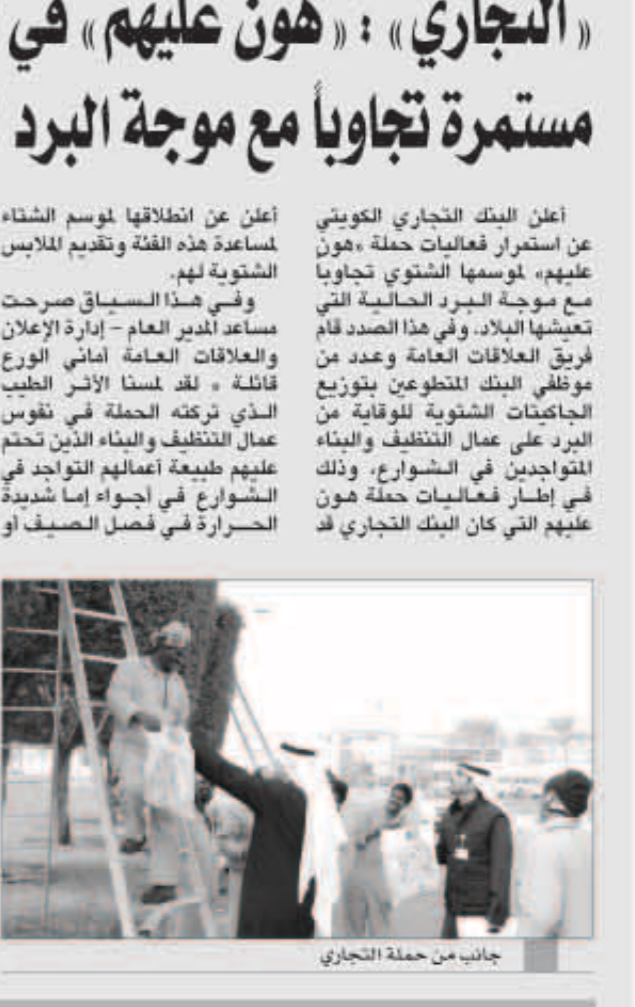 «التجاري» : «هون عليهم» في
مستمرة تجاوباً مع موجة البرد
أعلن البنك التجاري الكويتي
عن استمرار فعاليات حملة «هون
عليهم» لموسمها الشتوي تجاوباً
مع موجة البرد الحالية التي
تعيشها البلاد، وفي هذا الصدد قام
فريق العلاقات العامة وعدد من
موظفي البنك المتطوعين بتوزيع
الجاكيتات الشتوية للوقاية من
البرد على عمال التنظيف والبناء
المتواجدين في الشوارع، وذلك
في إطار فعاليات حملة هون
عليهم التي كان البنك التجاري قد
أعلن عن انطلاقها لموسم الشتاء
لمساعدة هذه الفئة وتقديم الملابس
الشتوية لهم.
وفي هذا السياق صرحت
مساعد المدير العام – إدارة الإعلان
والعلاقات العامة أماني الورع
قائلة « لقد لمسنا الأثر الطيب
الذي تركته الحملة في نفوس
عمال التنظيف والبناء الذين تحتم
عليهم طبيعة أعمالهم التواجد في
الشوارع في أجواء إما شديدة
الحرارة في فصل الصيف أو
جانب من حملة التجاري